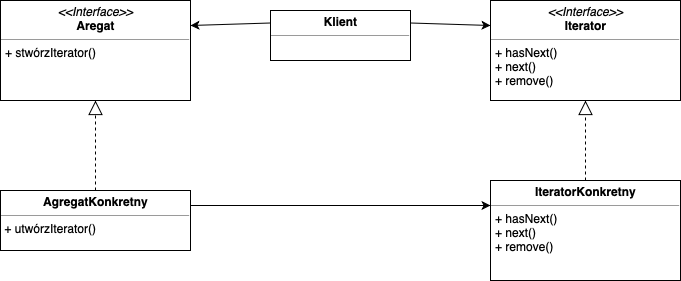 <<Interface>>
Aregat
+ stwórzIterator()
Klient
<<Interface>>
Iterator
+ hasNext()
+ next()
+ remove()
AgregatKonkretny
+ utwórzIterator()
IteratorKonkretny
+ hasNext()
+ next()
+ remove()